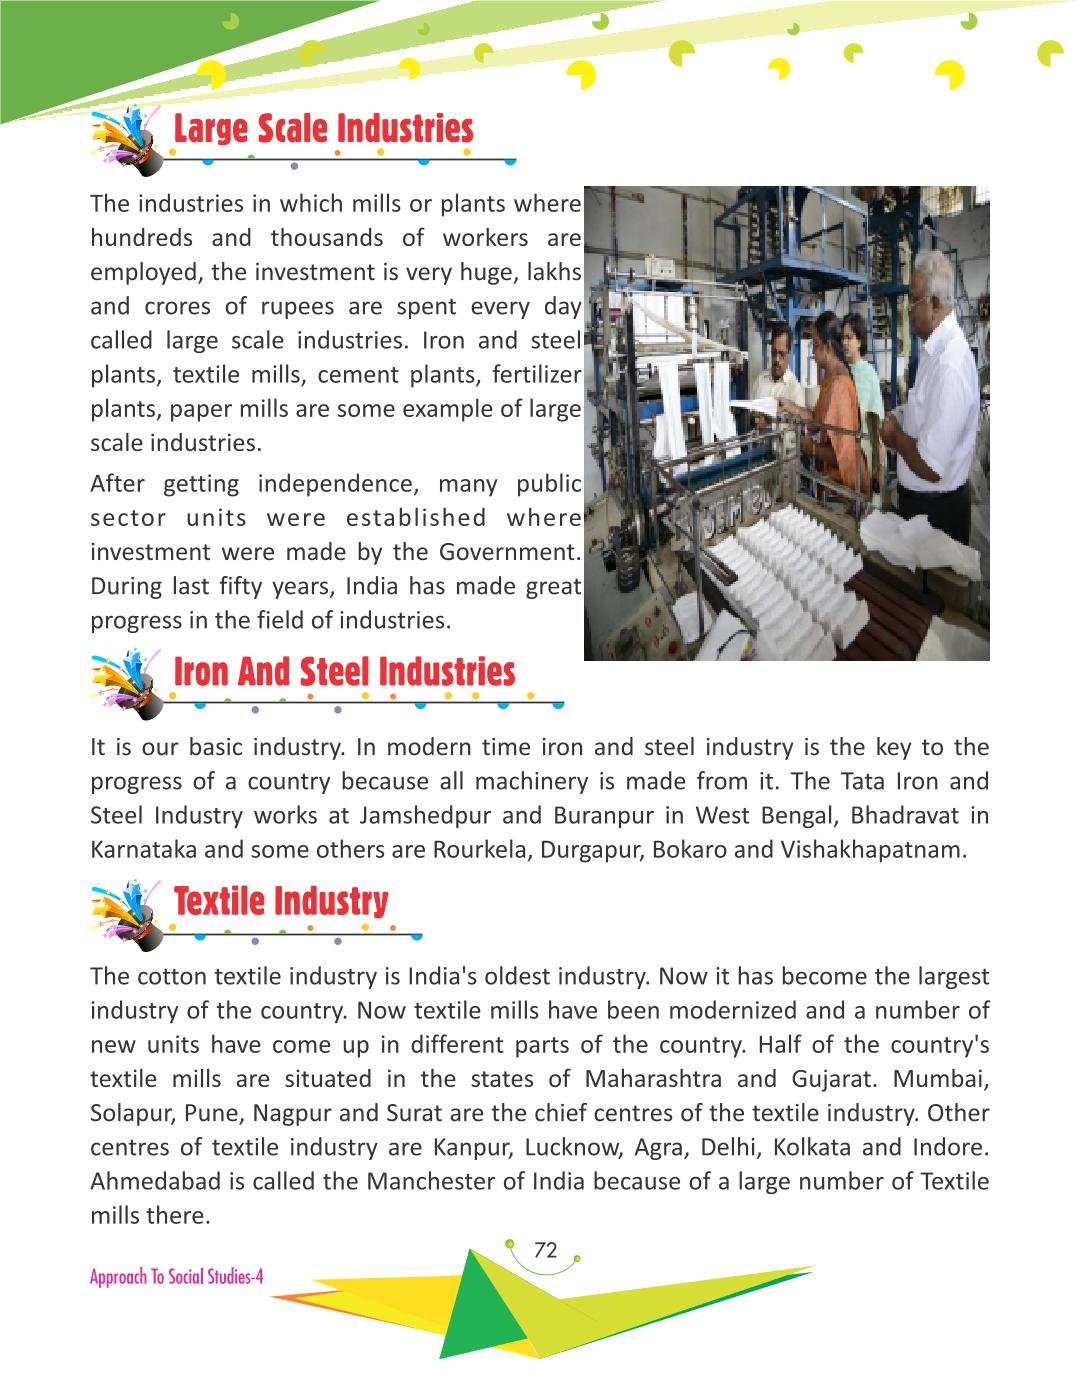 Large Scale Industries
The industries in which mills or plants where
hundreds and thousands of workers are
employed, the investment is very huge, lakhs
and crores of rupees are spent every day
called large scale industries. Iron and steel
plants, textile mills, cement plants, fertilizer
plants, paper mills are some example of large
scale industries.
After getting independence, many public
sector units were established where
investment were made by the Government.
During last fifty years, India has made great
progress in the field of industries.
Iron And Steel Industries
It is our basic industry. In modern time iron and steel industry is the key to the
progress of a country because all machinery is made from it. The Tata Iron and
Steel Industry works at Jamshedpur and Buranpur in West Bengal, Bhadravat in
Karnataka and some others are Rourkela, Durgapur, Bokaro and Vishakhapatnam.
Textile Industry
The cotton textile industry is India's oldest industry. Now it has become the largest
industry of the country. Now textile mills have been modernized and a number of
new units have come up in different parts of the country. Half of the country's
textile mills are situated in the states of Maharashtra and Gujarat. Mumbai,
Solapur, Pune, Nagpur and Surat are the chief centres of the textile industry. Other
centres of textile industry are Kanpur, Lucknow, Agra, Delhi, Kolkata and Indore.
Ahmedabad is called the Manchester of India because of a large number of Textile
mills there.
72
Approach To Social Studies-4